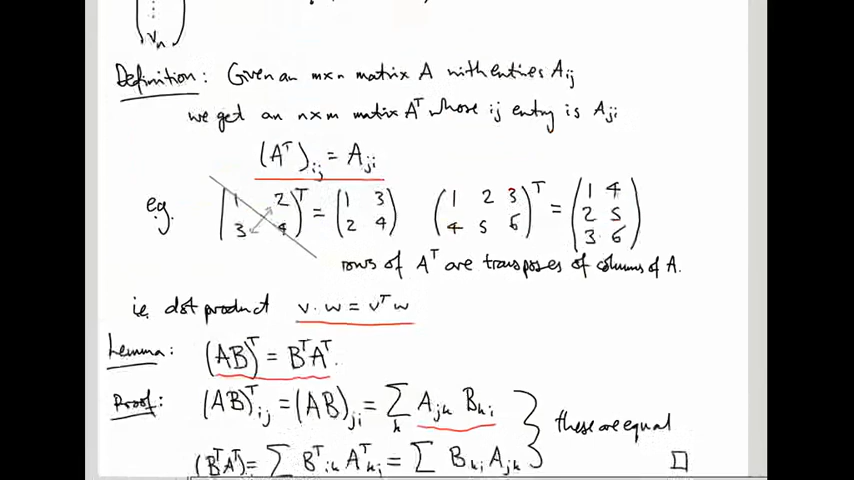 ⋮
vₙ
Definition: Given an m×n matrix A with entries Aij
we get an n×m matrix Aᵀ whose ij entry is Aji
(Aᵀ)ij = Aji
eg. (1 2 / 3 4)ᵀ = (1 3 / 2 4) (1 2 3 / 4 5 6)ᵀ = (1 4 / 2 5 / 3 6)
rows of Aᵀ are transposes of columns of A.
i.e. dot product v·w = vᵀw
Lemma: (AB)ᵀ = BᵀAᵀ.
Proof: (AB)ᵀij = (AB)ji = ∑k Ajk Bki } these are equal
(BᵀAᵀ)= ∑ Bᵀik Aᵀkj = ∑ Bki Ajk □